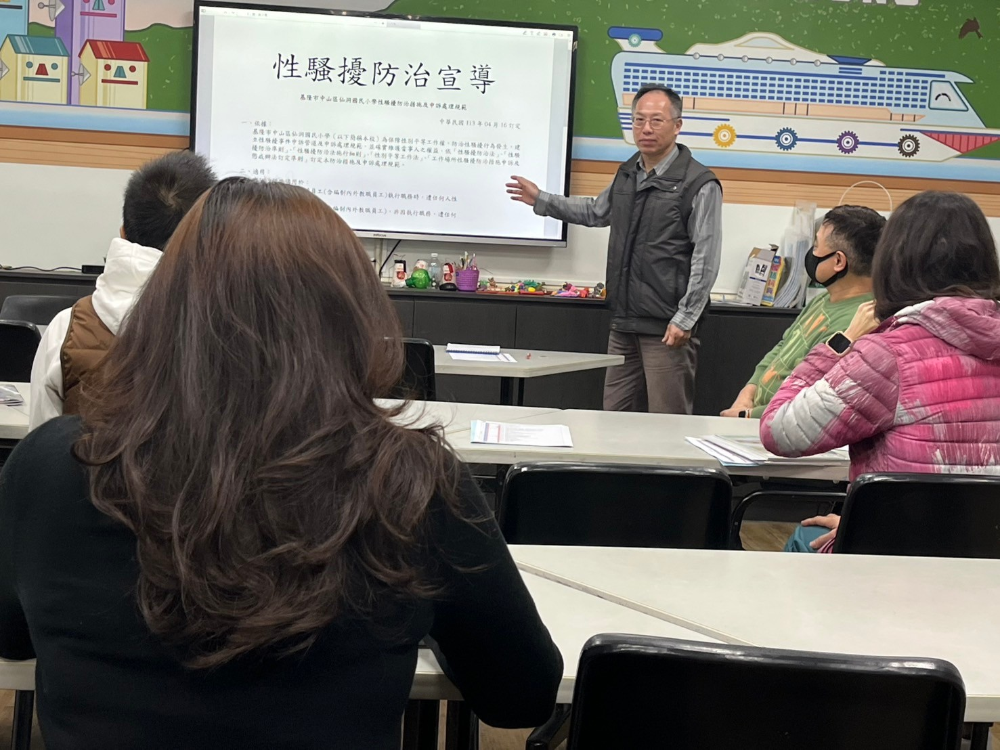 性騷擾防治宣導
基隆市中山區仙洞國民小學性騷擾防治措施及申訴處理規範
中華民國 113 年 04 月 16 訂定
一、依據：
基隆市中山區仙洞國民小學（以下簡稱本校）為保障性別平等工作權，防治性騷擾行為發生，建
立性騷擾事件申訴管道及申訴處理規範，並確實維護當事人之權益，依「性騷擾防治法」、「性騷
擾防治準則」、「性騷擾防治法施行細則」、「性別平等工作法」、「工作場所性騷擾防治措施申訴及
懲戒辦法訂定準則」訂定本防治措施及申訴處理規範。
二、適用：
適用於：
員工(含編制內外教職員工)執行職務時，遭任何人性
編制內外教職員工)，非因執行職務，遭任何
InFocus